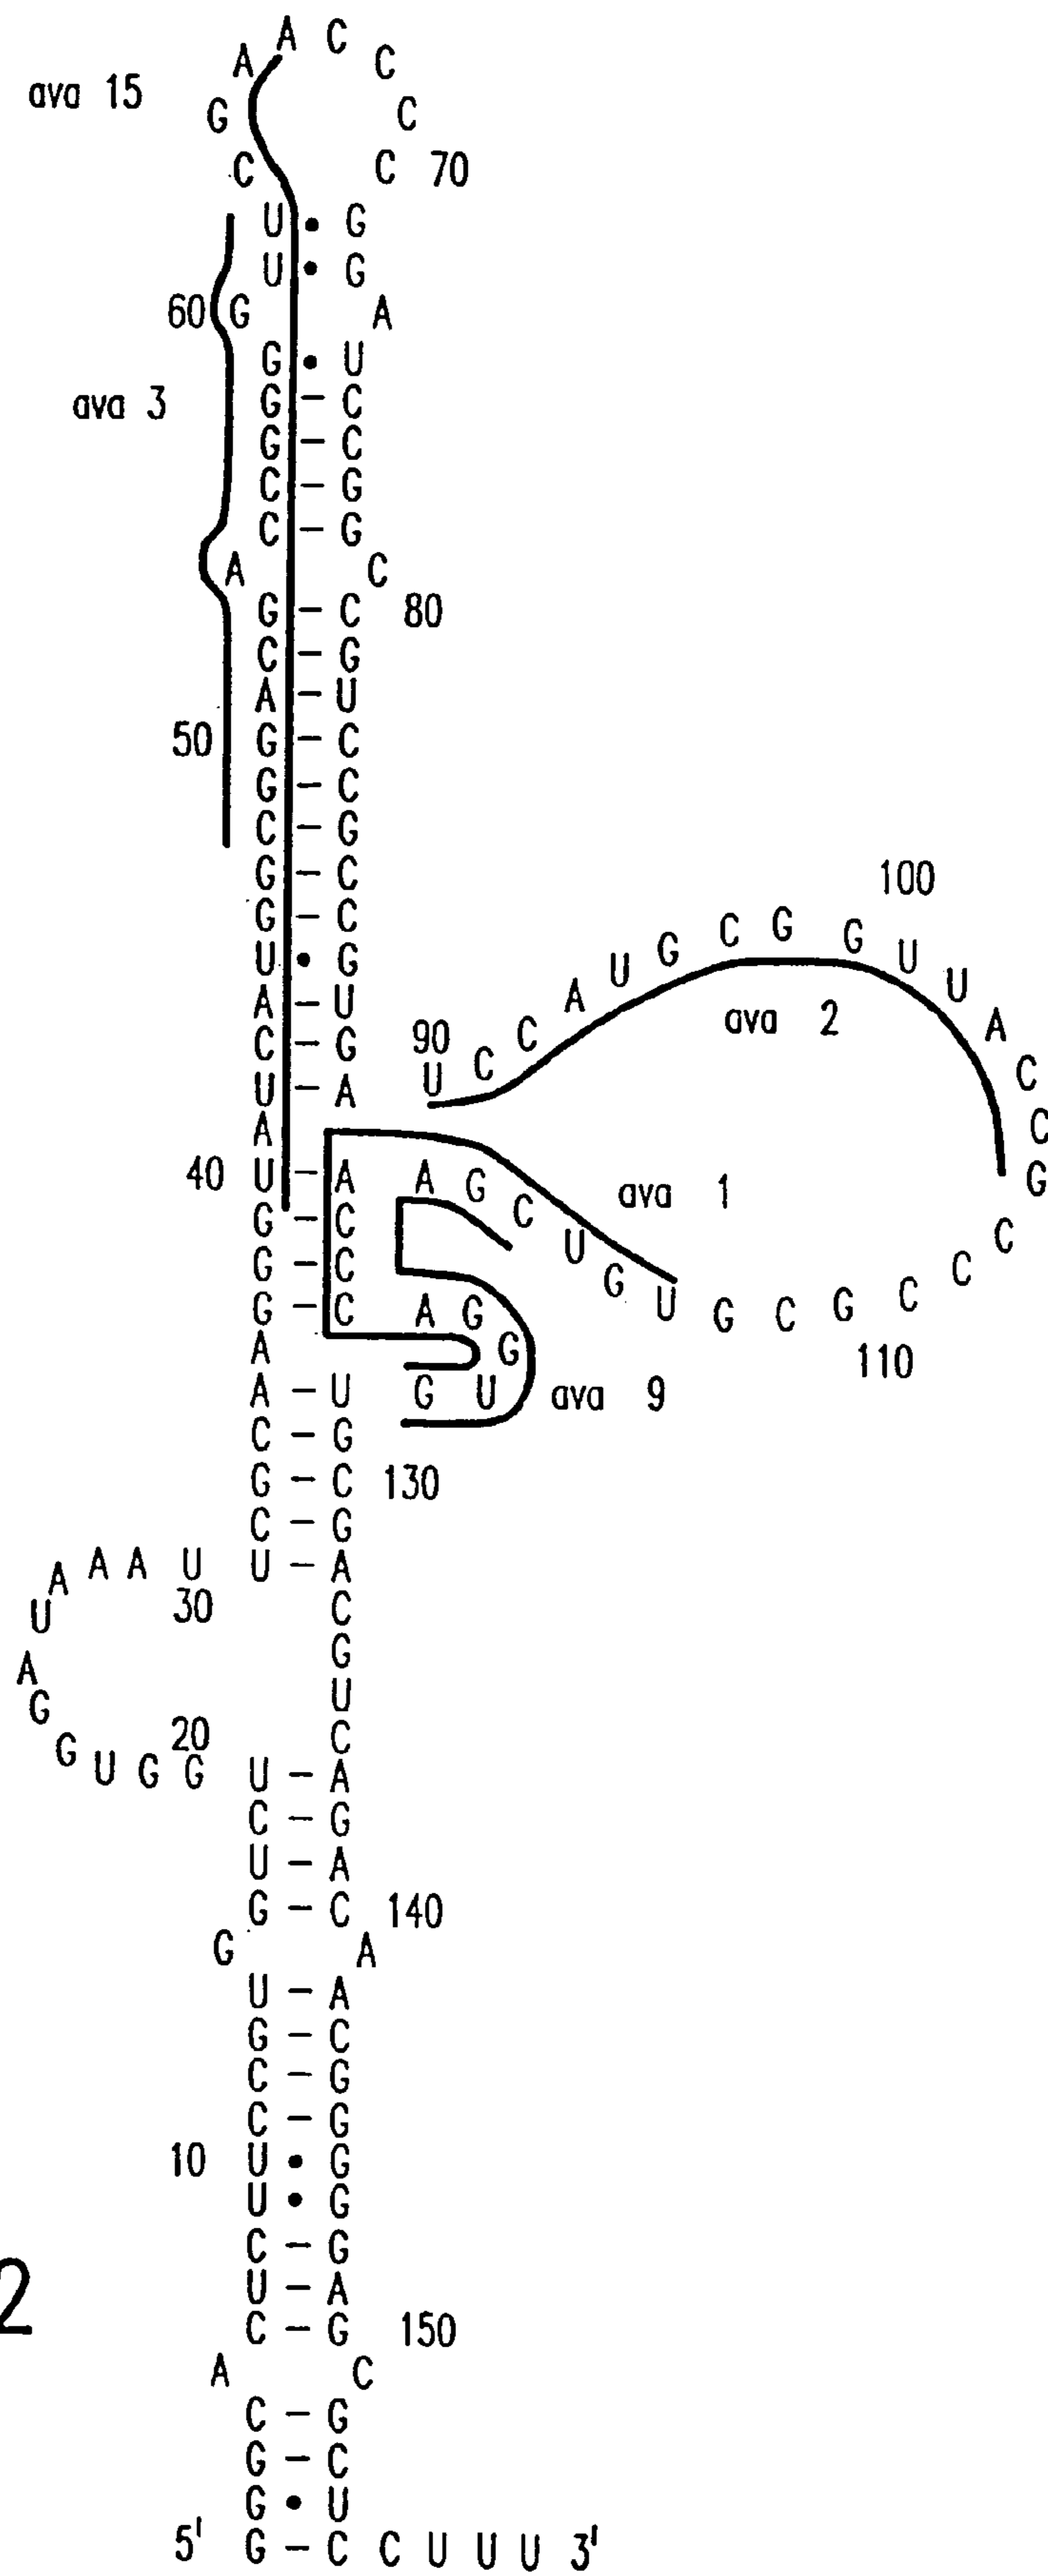 A C
A C
ava 15
G C
C C 70
U • G
U • G
60 G A
G • U
ava 3
G – C
G – C
C – G
C – G
A C
G – C 80
C – G
A – U
50 G – C
G – C
C – G
G – C
100
G – C
C G G
U • G
U G U U
A – U
A A
ava 2
C – G
90 C C C
U – A
U C
A
G
40 U – A A G C ava 1
G – C U C
G – C G C
G – C A G U G C G C
A G 110
A – U G U ava 9
C – G
G – C 130
C – G
U A A A U U – A
30 C
A G
G U
20 C
G U G G U – A
C – G
U – A
G – C 140
G A
U – A
G – C
C – G
C – G
10 U • G
U • G
C – G
U – A
2
C – G 150
A C
C – G
G – C
G • U
5' G – C C U U U 3'